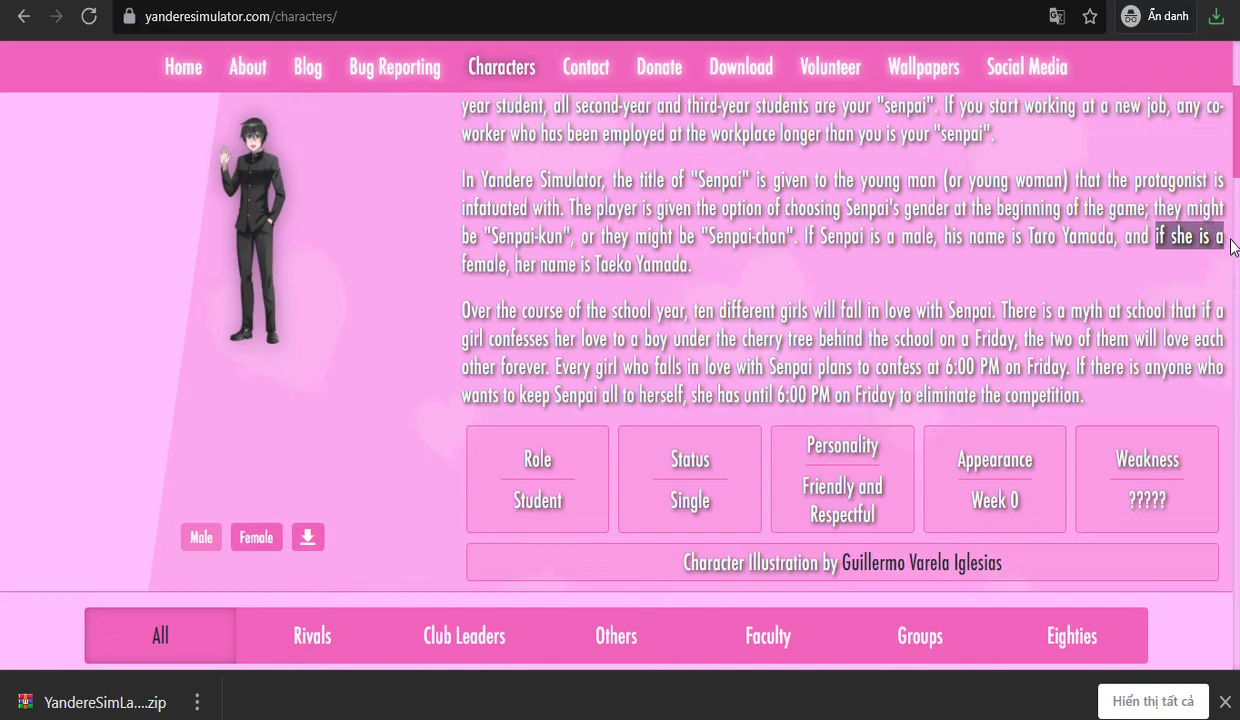 yanderesimulator.com/characters/
Ẩn danh
Home About Blog Bug Reporting Characters Contact Donate Download Volunteer Wallpapers Social Media
year student, all second-year and third-year students are your "senpai". If you start working at a new job, any co-
worker who has been employed at the workplace longer than you is your "senpai".
In Yandere Simulator, the title of "Senpai" is given to the young man (or young woman) that the protagonist is
infatuated with. The player is given the option of choosing Senpai's gender at the beginning of the game; they might
be "Senpai-kun", or they might be "Senpai-chan". If Senpai is a male, his name is Taro Yamada, and if she is a
female, her name is Taeko Yamada.
Over the course of the school year, ten different girls will fall in love with Senpai. There is a myth at school that if a
girl confesses her love to a boy under the cherry tree behind the school on a Friday, the two of them will love each
other forever. Every girl who falls in love with Senpai plans to confess at 6:00 PM on Friday. If there is anyone who
wants to keep Senpai all to herself, she has until 6:00 PM on Friday to eliminate the competition.
Role
Student
Status
Single
Personality
Friendly and
Respectful
Appearance
Week 0
Weakness
?????
Male Female
Character Illustration by Guillermo Varela Iglesias
All Rivals Club Leaders Others Faculty Groups Eighties
YandereSimLa....zip
Hiển thị tất cả